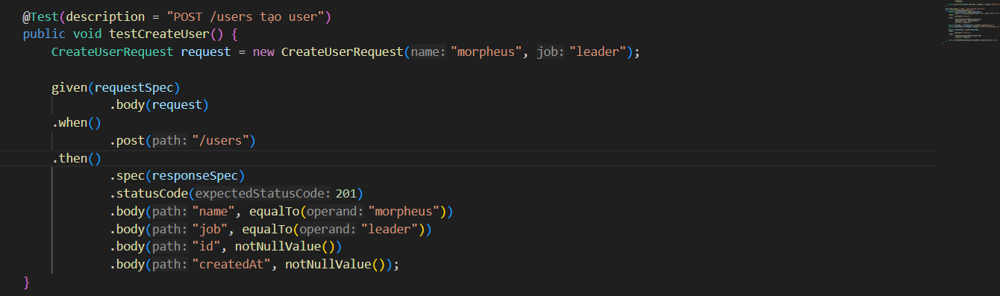 @Test(description = "POST /users tạo user")
public void testCreateUser() {
CreateUserRequest request = new CreateUserRequest(name: "morpheus", job: "leader");
given(requestSpec)
.body(request)
.when()
.post(path: "/users")
.then()
.spec(responseSpec)
.statusCode(expectedStatusCode: 201)
.body(path: "name", equalTo(operand: "morpheus"))
.body(path: "job", equalTo(operand: "leader"))
.body(path: "id", notNullValue())
.body(path: "createdAt", notNullValue());
}